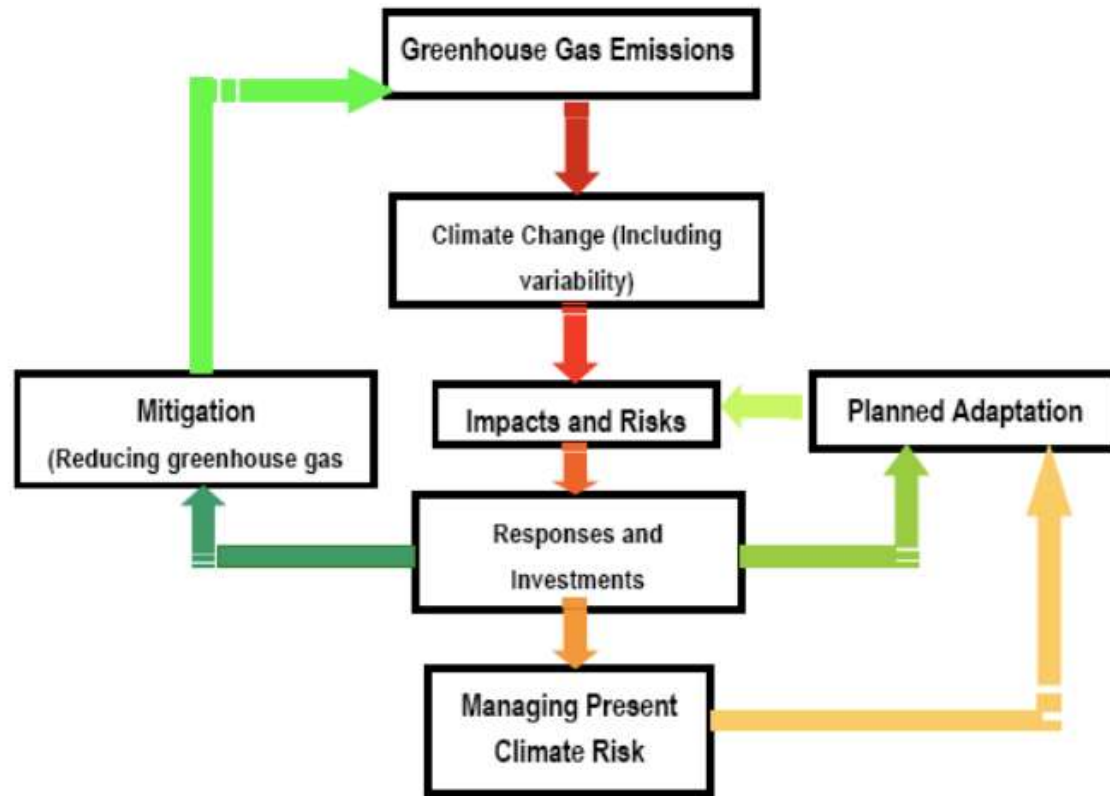 Greenhouse Gas Emissions
Climate Change (Including
variability)
Mitigation
(Reducing greenhouse gas
Impacts and Risks
Planned Adaptation
Responses and
Investments
Managing Present
Climate Risk